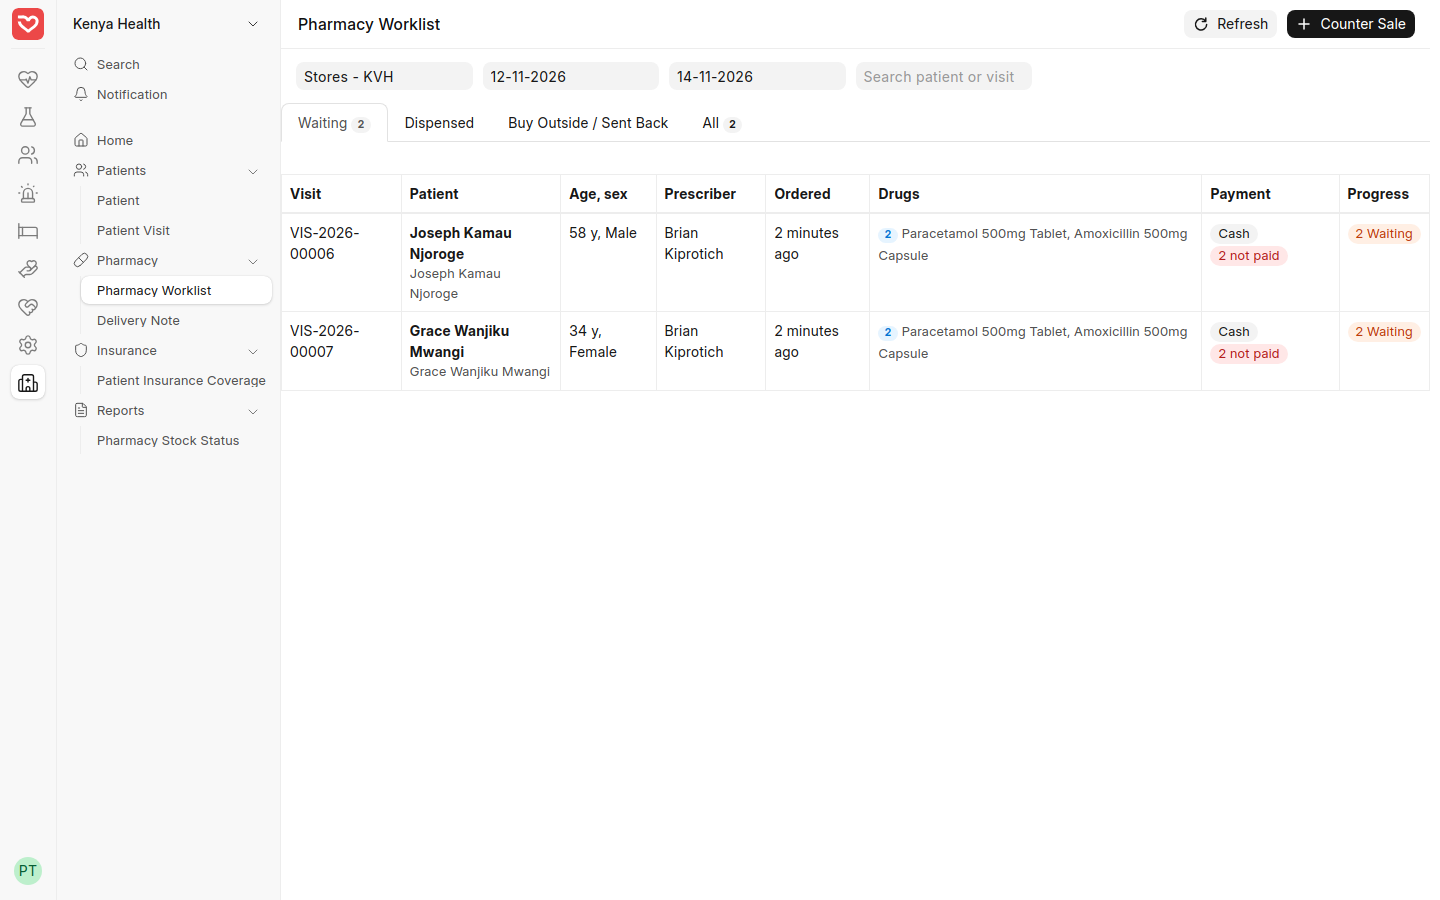 Kenya Health
Search
Notification
Home
Patients
Patient
Patient Visit
Pharmacy
Pharmacy Worklist
Delivery Note
Insurance
Patient Insurance Coverage
Reports
Pharmacy Stock Status
PT
Pharmacy Worklist
Refresh
Counter Sale
Stores - KVH
12-11-2026
14-11-2026
Search patient or visit
Waiting 2
Dispensed
Buy Outside / Sent Back
All 2
Visit
Patient
Age, sex
Prescriber
Ordered
Drugs
Payment
Progress
VIS-2026-
00006
Joseph Kamau
Njoroge
Joseph Kamau
Njoroge
58 y, Male
Brian
Kiprotich
2 minutes
ago
2 Paracetamol 500mg Tablet, Amoxicillin 500mg
Capsule
Cash
2 not paid
2 Waiting
VIS-2026-
00007
Grace Wanjiku
Mwangi
Grace Wanjiku Mwangi
34 y,
Female
Brian
Kiprotich
2 minutes
ago
2 Paracetamol 500mg Tablet, Amoxicillin 500mg
Capsule
Cash
2 not paid
2 Waiting